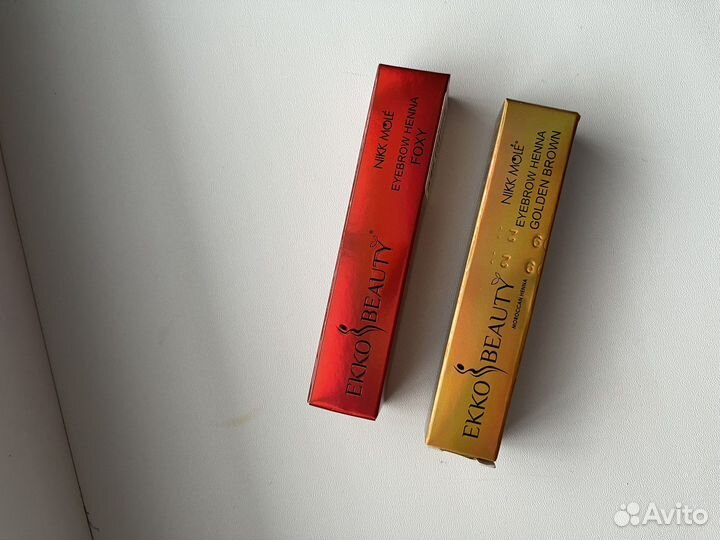 NIKK MOLÉ
EYEBROW HENNA
FOXY
EKKO BEAUTY®
NIKK MOLÉ®
EYEBROW HENNA
GOLDEN BROWN
EKKO BEAUTY
MOROCCAN HENNA
Avito